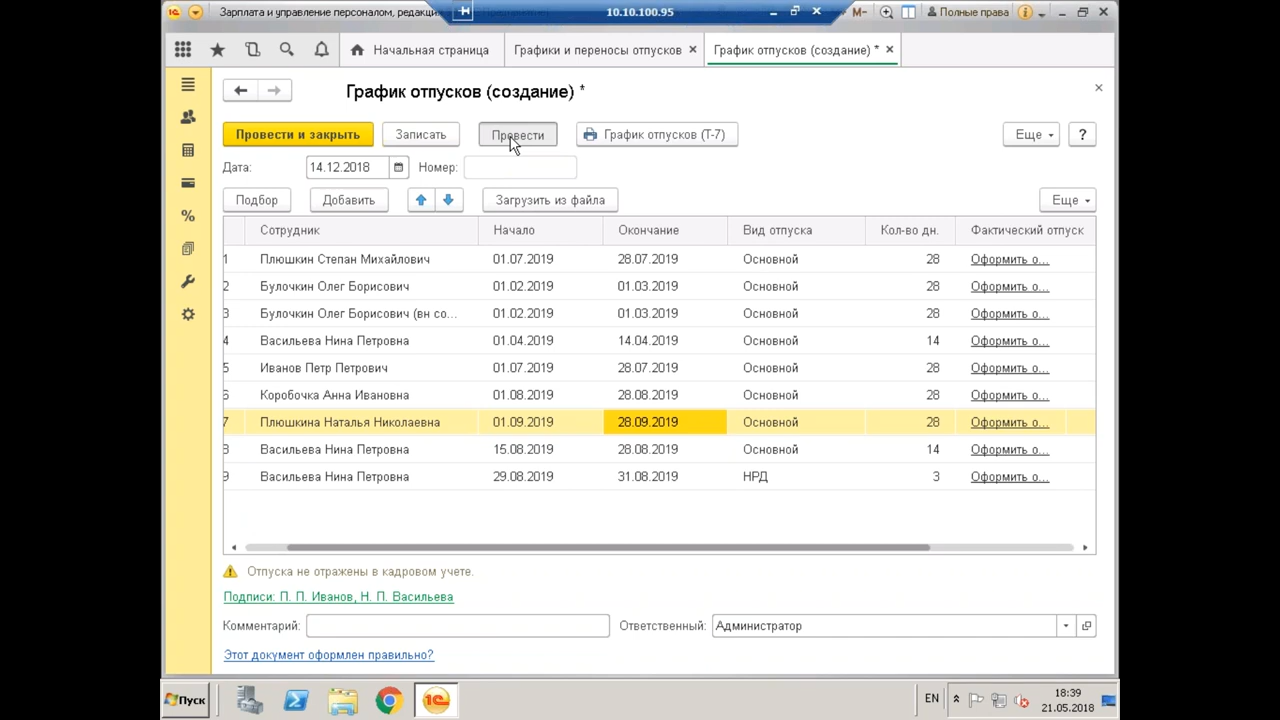 Зарплата и управление персоналом, редакция
10.10.100.95
M-
Полные права
Начальная страница
Графики и переносы отпусков ×
График отпусков (создание) * ×
График отпусков (создание) *
Провести и закрыть
Записать
Провести
График отпусков (Т-7)
Еще
?
Дата: 14.12.2018 Номер:
Подбор
Добавить
Загрузить из файла
Еще
Сотрудник Начало Окончание Вид отпуска Кол-во дн. Фактический отпуск
1 Плюшкин Степан Михайлович 01.07.2019 28.07.2019 Основной 28 Оформить о...
2 Булочкин Олег Борисович 01.02.2019 01.03.2019 Основной 28 Оформить о...
3 Булочкин Олег Борисович (вн со... 01.02.2019 01.03.2019 Основной 28 Оформить о...
4 Васильева Нина Петровна 01.04.2019 14.04.2019 Основной 14 Оформить о...
5 Иванов Петр Петрович 01.07.2019 28.07.2019 Основной 28 Оформить о...
6 Коробочка Анна Ивановна 01.08.2019 28.08.2019 Основной 28 Оформить о...
7 Плюшкина Наталья Николаевна 01.09.2019 28.09.2019 Основной 28 Оформить о...
8 Васильева Нина Петровна 15.08.2019 28.08.2019 Основной 14 Оформить о...
9 Васильева Нина Петровна 29.08.2019 31.08.2019 НРД 3 Оформить о...
Отпуска не отражены в кадровом учете.
Подписи: П. П. Иванов, Н. П. Васильева
Комментарий:
Ответственный: Администратор
Этот документ оформлен правильно?
Пуск
EN
18:39
21.05.2018